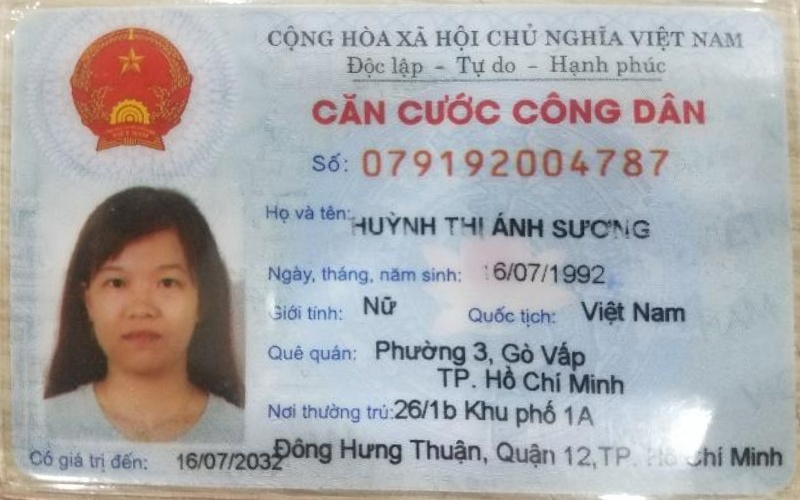 CỘNG HÒA XÃ HỘI CHỦ NGHĨA VIỆT NAM
Độc lập - Tự do - Hạnh phúc
CĂN CƯỚC CÔNG DÂN
Số: 079192004787
Họ và tên: HUỲNH THỊ ÁNH SƯƠNG
Ngày, tháng, năm sinh: 16/07/1992
Giới tính: Nữ Quốc tịch: Việt Nam
Quê quán: Phường 3, Gò Vấp
TP. Hồ Chí Minh
Nơi thường trú: 26/1b Khu phố 1A
Đông Hưng Thuận, Quận 12, TP. Hồ Chí Minh
Có giá trị đến: 16/07/2032